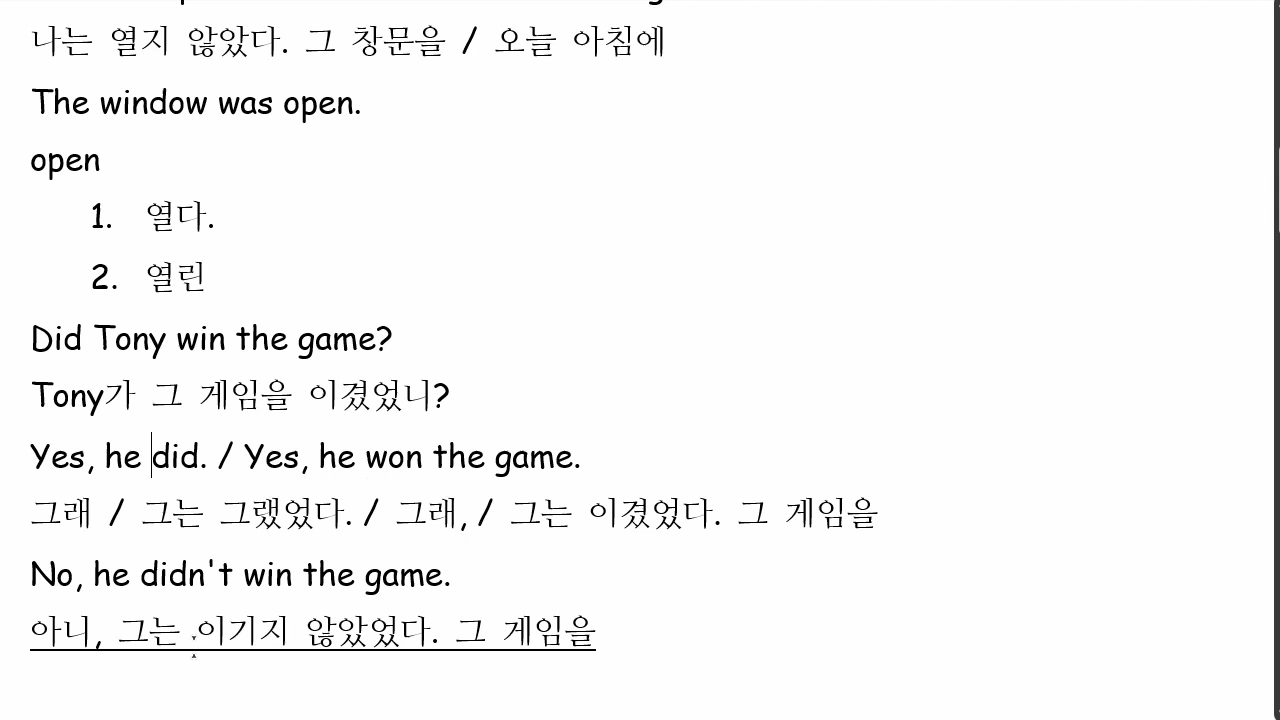 나는 열지 않았다. 그 창문을 / 오늘 아침에
The window was open.
open
1. 열다.
2. 열린
Did Tony win the game?
Tony가 그 게임을 이겼었니?
Yes, he did. / Yes, he won the game.
그래 / 그는 그랬었다. / 그래, / 그는 이겼었다. 그 게임을
No, he didn't win the game.
아니, 그는 이기지 않았었다. 그 게임을